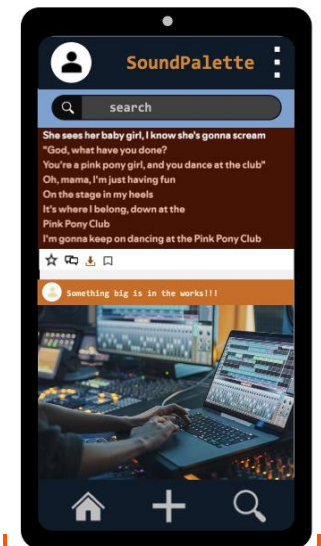 SoundPalette
search
She sees her baby girl, I know she's gonna scream
"God, what have you done?
You're a pink pony girl, and you dance at the club"
Oh, mama, I'm just having fun
On the stage in my heels
It's where I belong, down at the
Pink Pony Club
I'm gonna keep on dancing at the Pink Pony Club
Something big is in the works!!!